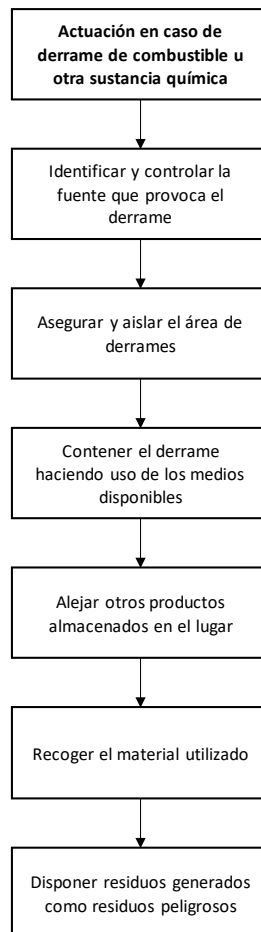 Actuación en caso de
derrame de combustible u
otra sustancia química
Identificar y controlar la
fuente que provoca el
derrame
Asegurar y aislar el área de
derrames
Contener el derrame
haciendo uso de los medios
disponibles
Alejar otros productos
almacenados en el lugar
Recoger el material utilizado
Disponer residuos generados
como residuos peligrosos